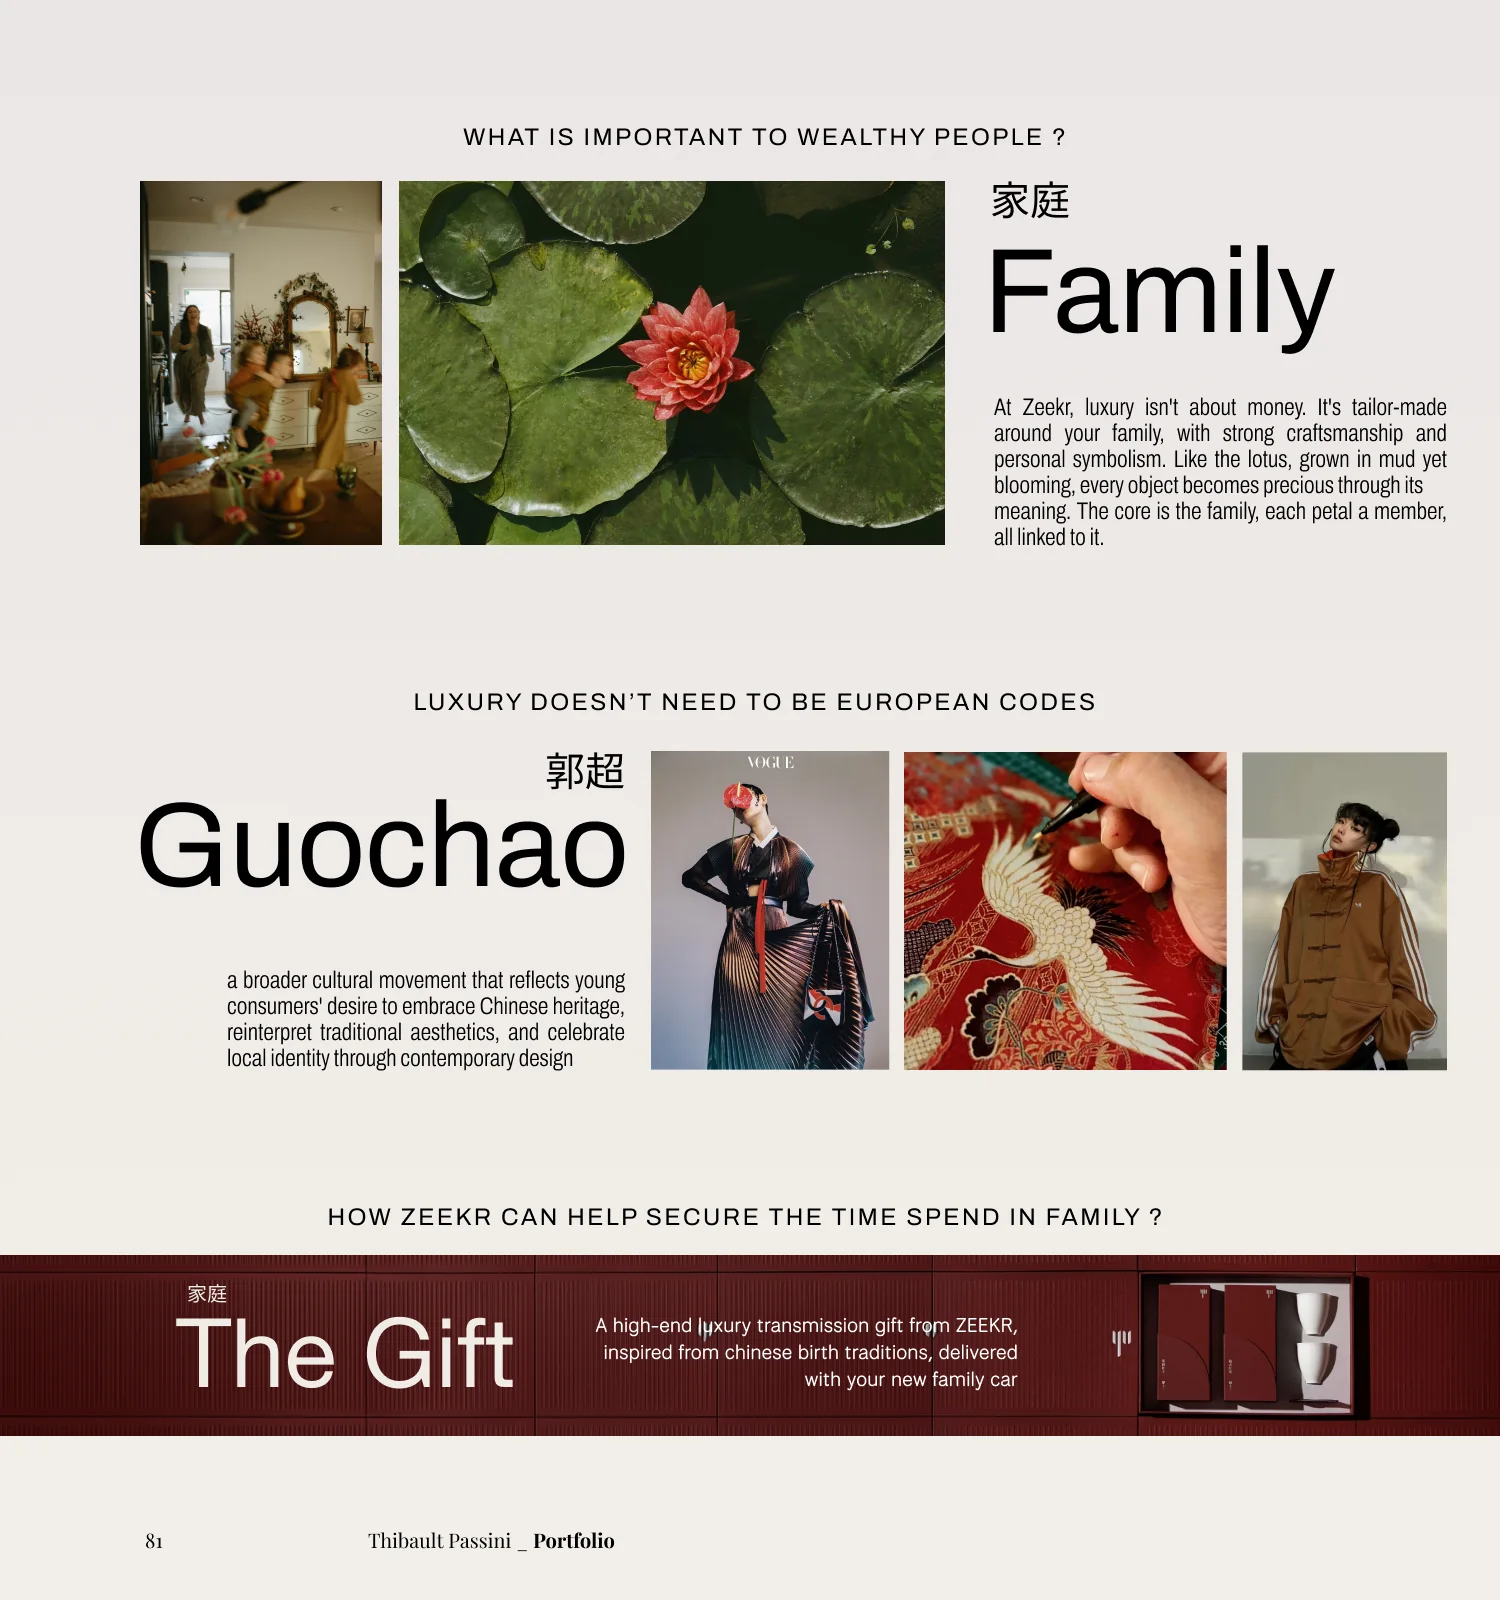 WHAT IS IMPORTANT TO WEALTHY PEOPLE ?
家庭
Family
At Zeekr, luxury isn't about money. It's tailor-made
around your family, with strong craftsmanship and
personal symbolism. Like the lotus, grown in mud yet
blooming, every object becomes precious through its
meaning. The core is the family, each petal a member,
all linked to it.
LUXURY DOESN’T NEED TO BE EUROPEAN CODES
郭超
Guochao
a broader cultural movement that reflects young
consumers' desire to embrace Chinese heritage,
reinterpret traditional aesthetics, and celebrate
local identity through contemporary design
VOGUE
HOW ZEEKR CAN HELP SECURE THE TIME SPEND IN FAMILY ?
家庭
The Gift
A high-end luxury transmission gift from ZEEKR,
inspired from chinese birth traditions, delivered
with your new family car
81
Thibault Passini _ Portfolio